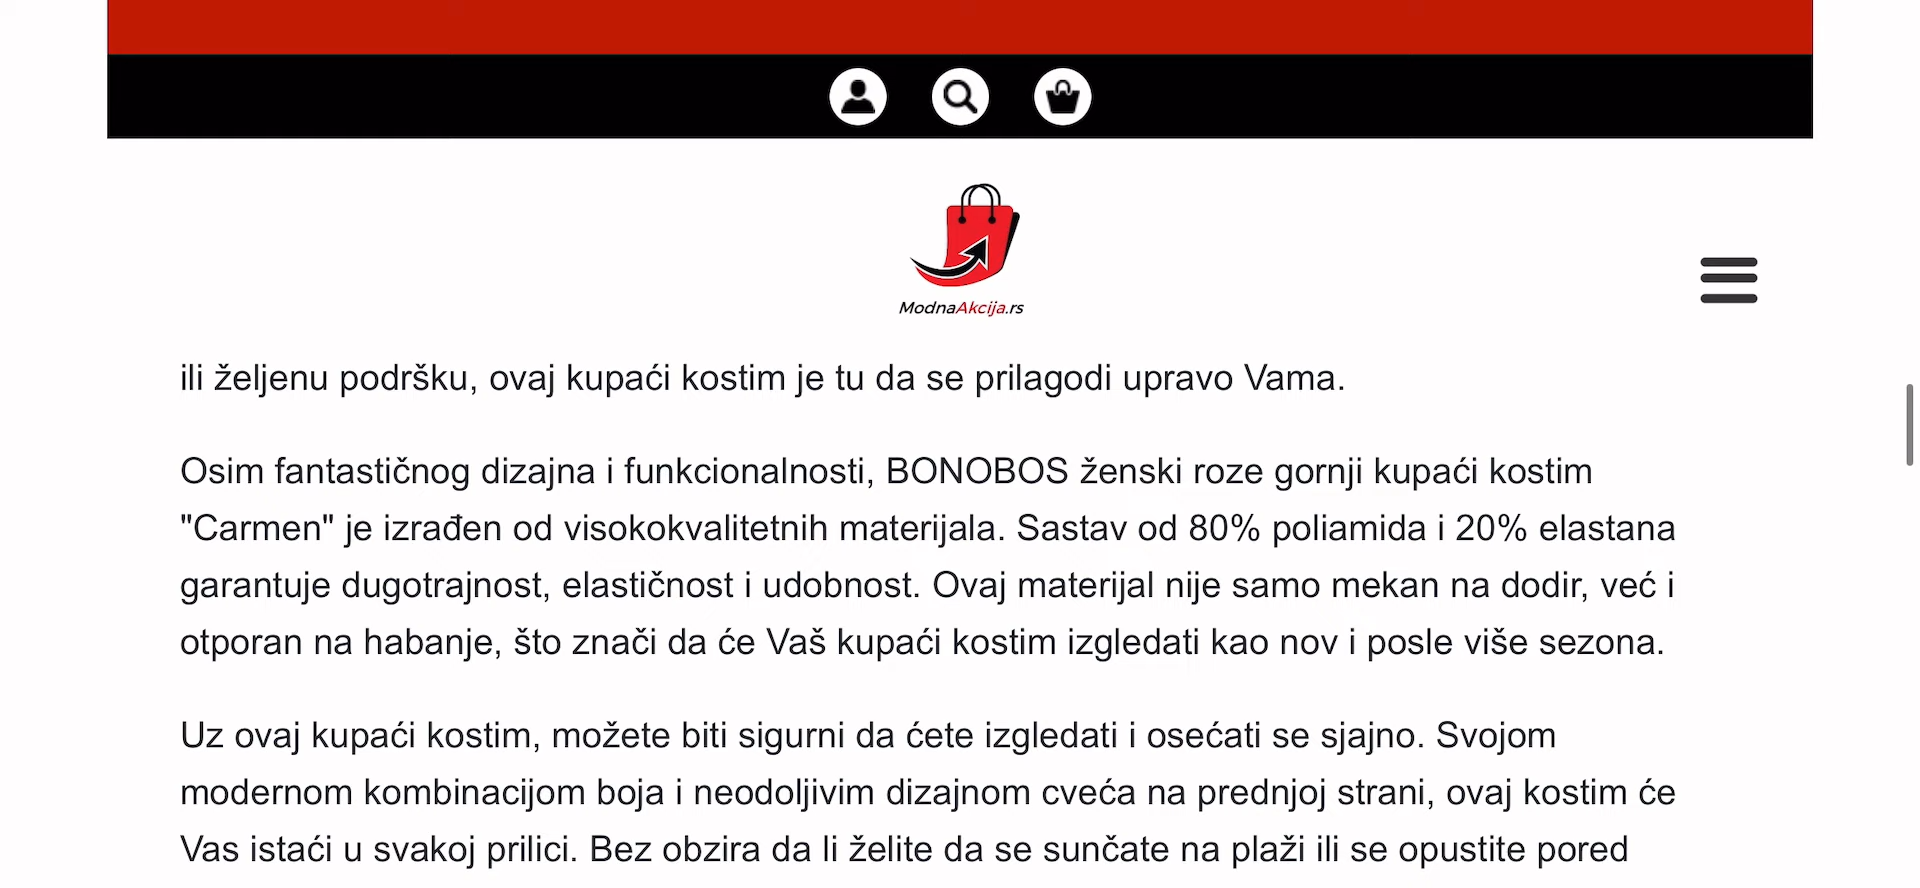 ModnaAkcija.rs
ili željenu podršku, ovaj kupaći kostim je tu da se prilagodi upravo Vama.
Osim fantastičnog dizajna i funkcionalnosti, BONOBOS ženski roze gornji kupaći kostim
"Carmen" je izrađen od visokokvalitetnih materijala. Sastav od 80% poliamida i 20% elastana
garantuje dugotrajnost, elastičnost i udobnost. Ovaj materijal nije samo mekan na dodir, već i
otporan na habanje, što znači da će Vaš kupaći kostim izgledati kao nov i posle više sezona.
Uz ovaj kupaći kostim, možete biti sigurni da ćete izgledati i osećati se sjajno. Svojom
modernom kombinacijom boja i neodoljivim dizajnom cveća na prednjoj strani, ovaj kostim će
Vas istaći u svakoj prilici. Bez obzira da li želite da se sunčate na plaži ili se opustite pored